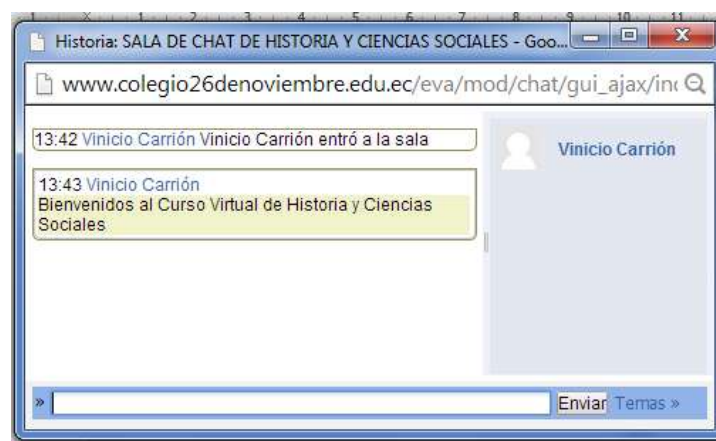 1 2 3 4 5 6 7 8 9 10 11
Historia: SALA DE CHAT DE HISTORIA Y CIENCIAS SOCIALES - Goo...
www.colegio26denoviembre.edu.ec/eva/mod/chat/gui_ajax/in
13:42 Vinicio Carrión Vinicio Carrión entró a la sala
Vinicio Carrión
13:43 Vinicio Carrión
Bienvenidos al Curso Virtual de Historia y Ciencias
Sociales
» Enviar Temas »